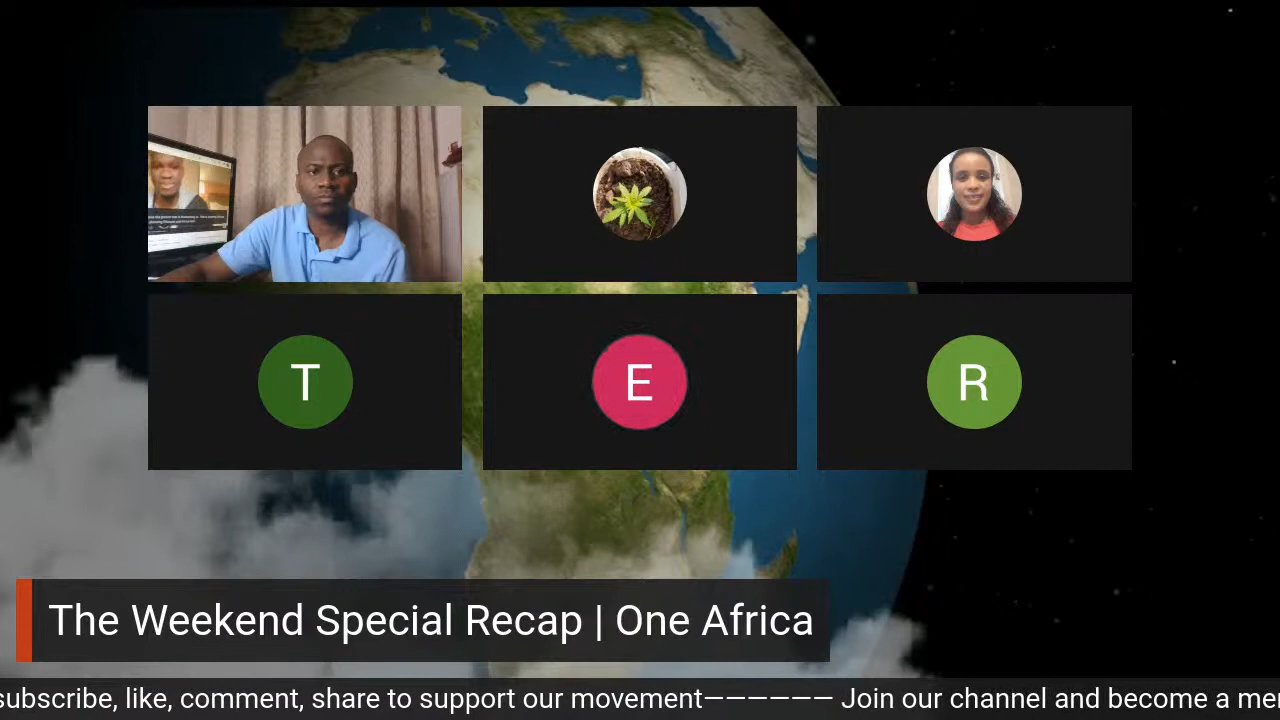 T
E
R
The Weekend Special Recap | One Africa
subscribe, like, comment, share to support our movement—————— Join our channel and become a me